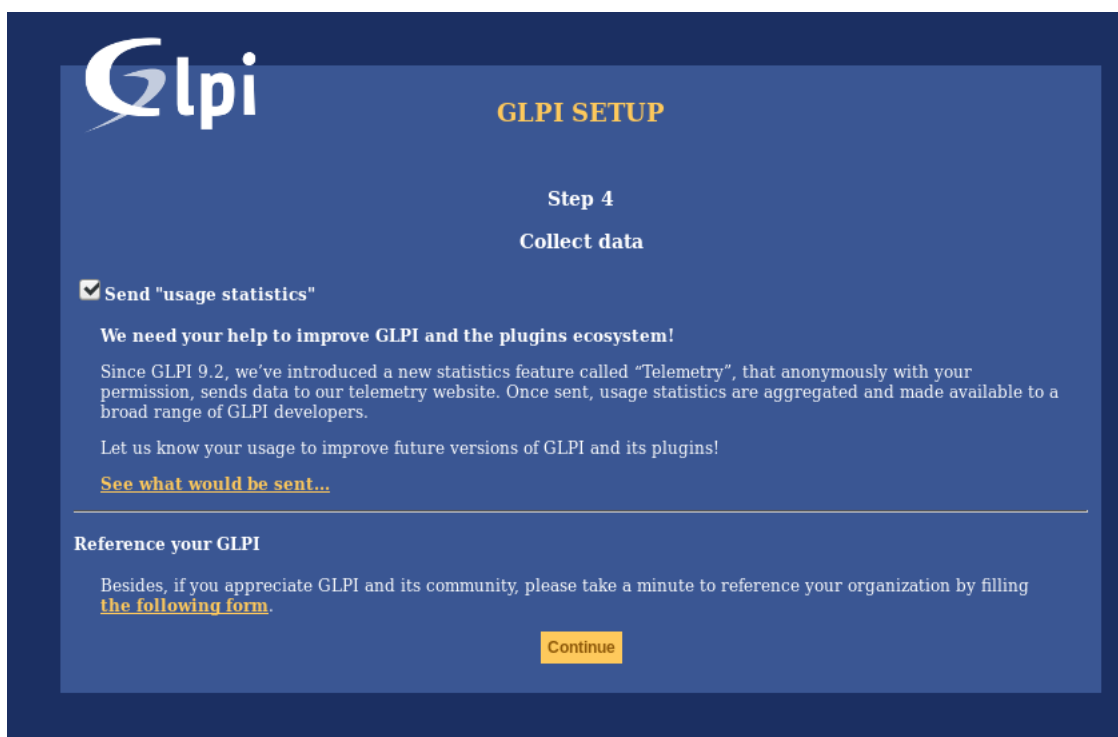 Glpi
GLPI SETUP
Step 4
Collect data
Send "usage statistics"
We need your help to improve GLPI and the plugins ecosystem!
Since GLPI 9.2, we’ve introduced a new statistics feature called “Telemetry”, that anonymously with your
permission, sends data to our telemetry website. Once sent, usage statistics are aggregated and made available to a
broad range of GLPI developers.
Let us know your usage to improve future versions of GLPI and its plugins!
See what would be sent...
Reference your GLPI
Besides, if you appreciate GLPI and its community, please take a minute to reference your organization by filling
the following form.
Continue